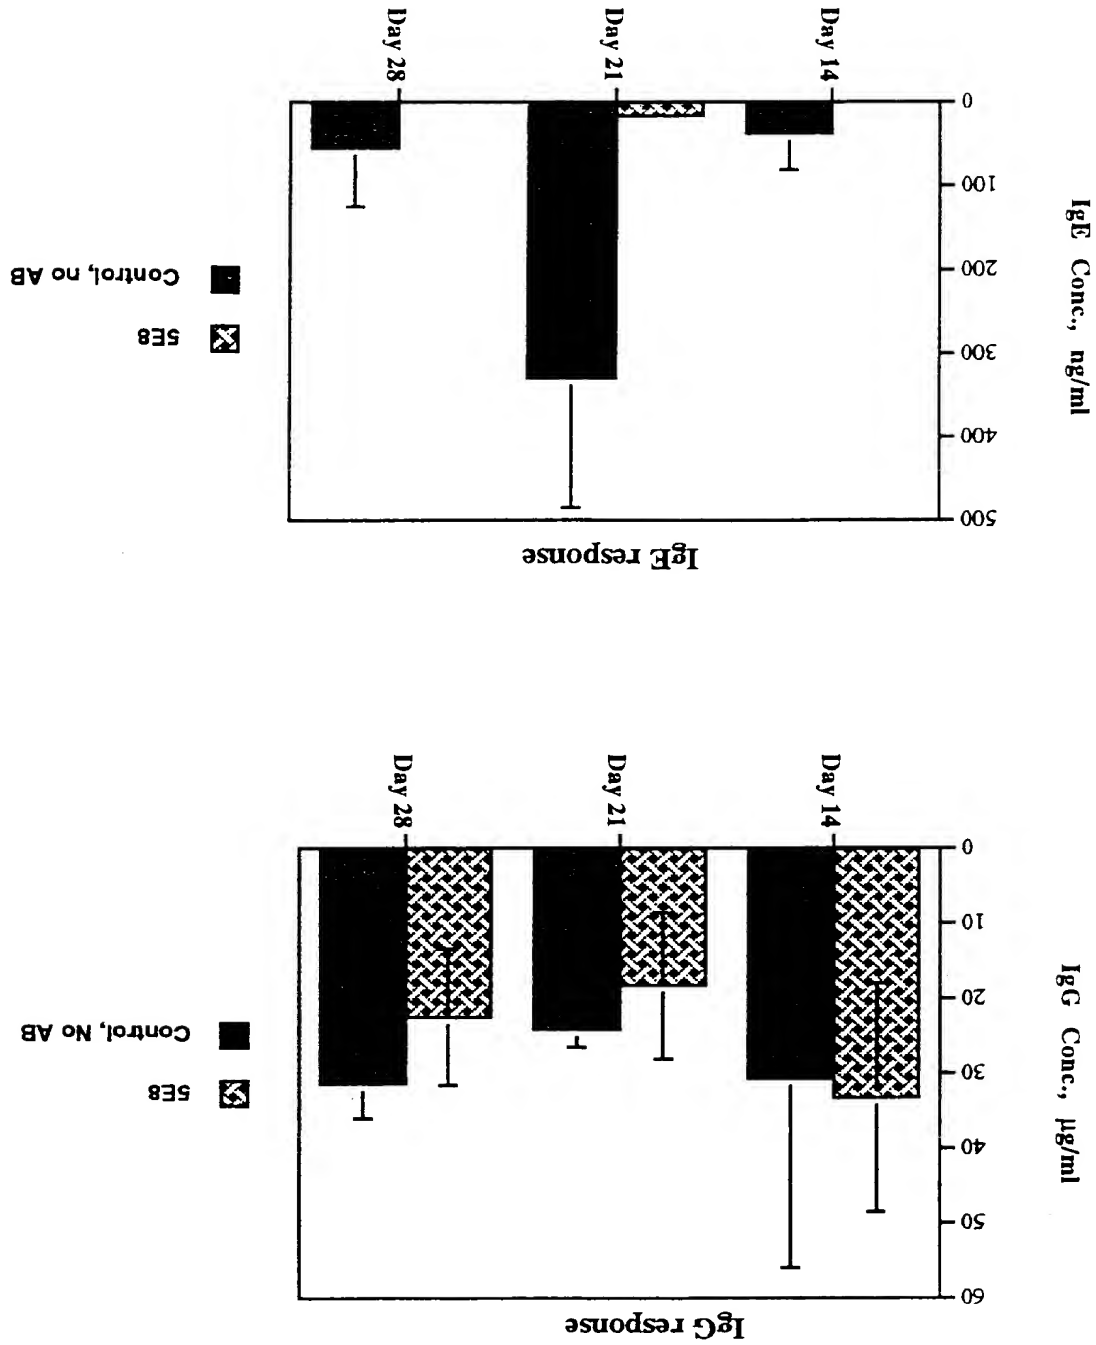 IgG response
60
50
40
30
20
10
0
IgG Conc., µg/ml
Day 14
Day 21
Day 28
5E8
Control, No AB
IgE response
500
400
300
200
100
0
IgE Conc., ng/ml
Day 14
Day 21
Day 28
5E8
Control, no AB